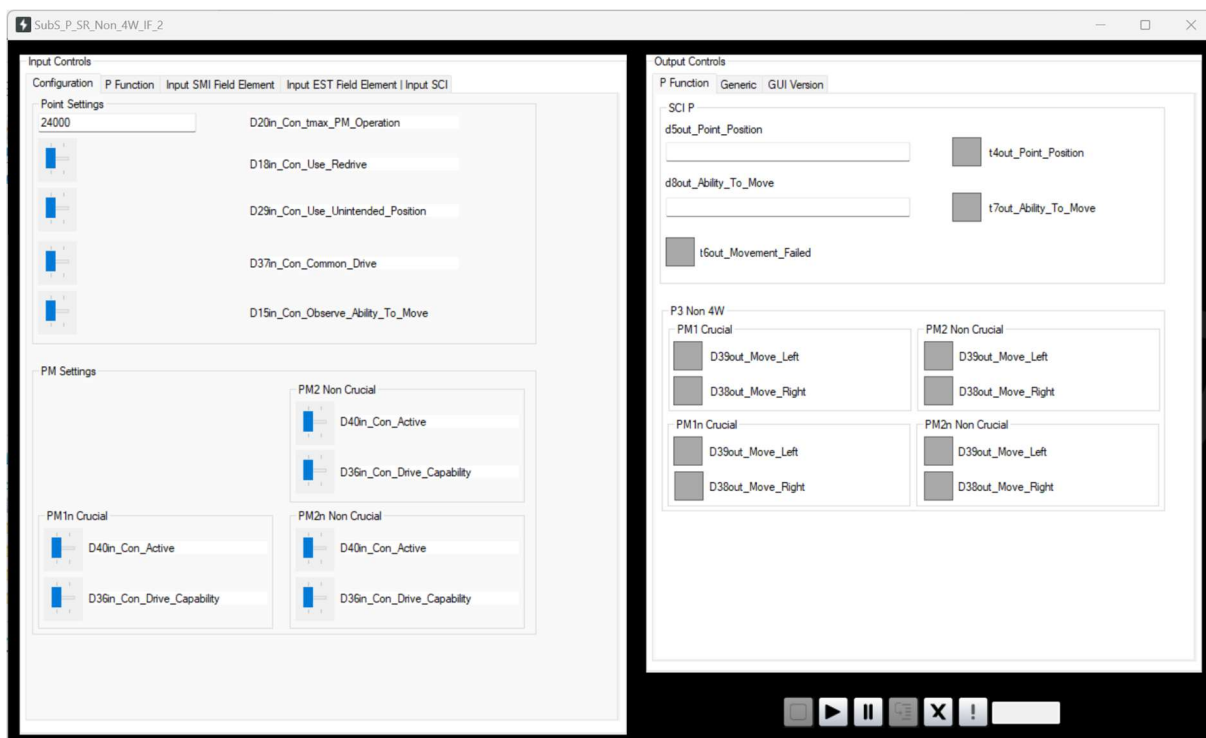 SubS_P_SR_Non_4W_IF_2
Input Controls
Configuration P Function Input SMI Field Element Input EST Field Element | Input SCI
Point Settings
24000 D20in_Con_tmax_PM_Operation
D18in_Con_Use_Redrive
D29in_Con_Use_Unintended_Position
D37in_Con_Common_Drive
D15in_Con_Observe_Ability_To_Move
PM Settings
PM2 Non Crucial
D40in_Con_Active
D36in_Con_Drive_Capability
PM1n Crucial
D40in_Con_Active
D36in_Con_Drive_Capability
PM2n Non Crucial
D40in_Con_Active
D36in_Con_Drive_Capability
Output Controls
P Function Generic GUI Version
SCI P
d5out_Point_Position
t4out_Point_Position
d8out_Ability_To_Move
t7out_Ability_To_Move
t6out_Movement_Failed
P3 Non 4W
PM1 Crucial
D39out_Move_Left
D38out_Move_Right
PM2 Non Crucial
D39out_Move_Left
D38out_Move_Right
PM1n Crucial
D39out_Move_Left
D38out_Move_Right
PM2n Non Crucial
D39out_Move_Left
D38out_Move_Right